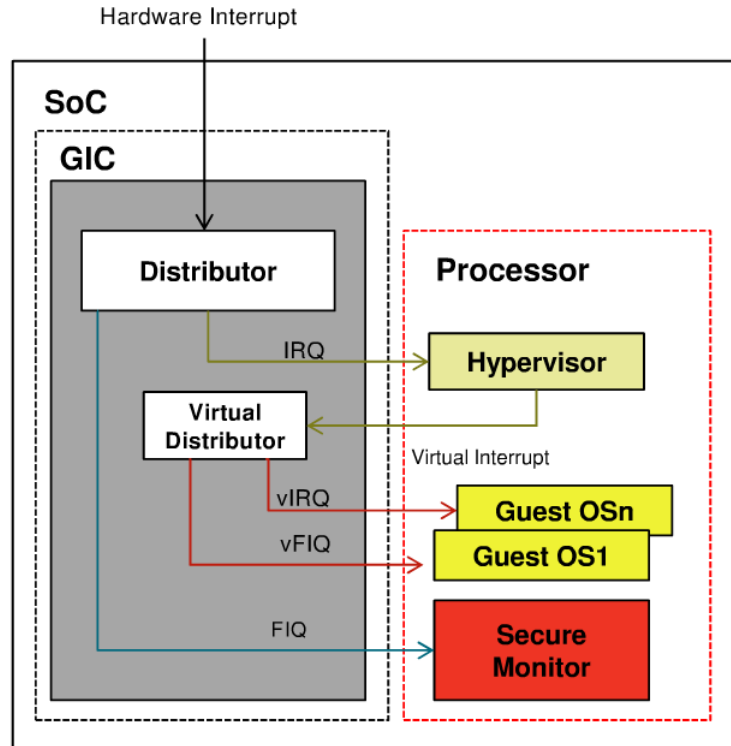 Hardware Interrupt
SoC
GIC
Distributor
Processor
IRQ
Hypervisor
Virtual
Distributor
Virtual Interrupt
vIRQ
Guest OSn
vFIQ
Guest OS1
FIQ
Secure
Monitor